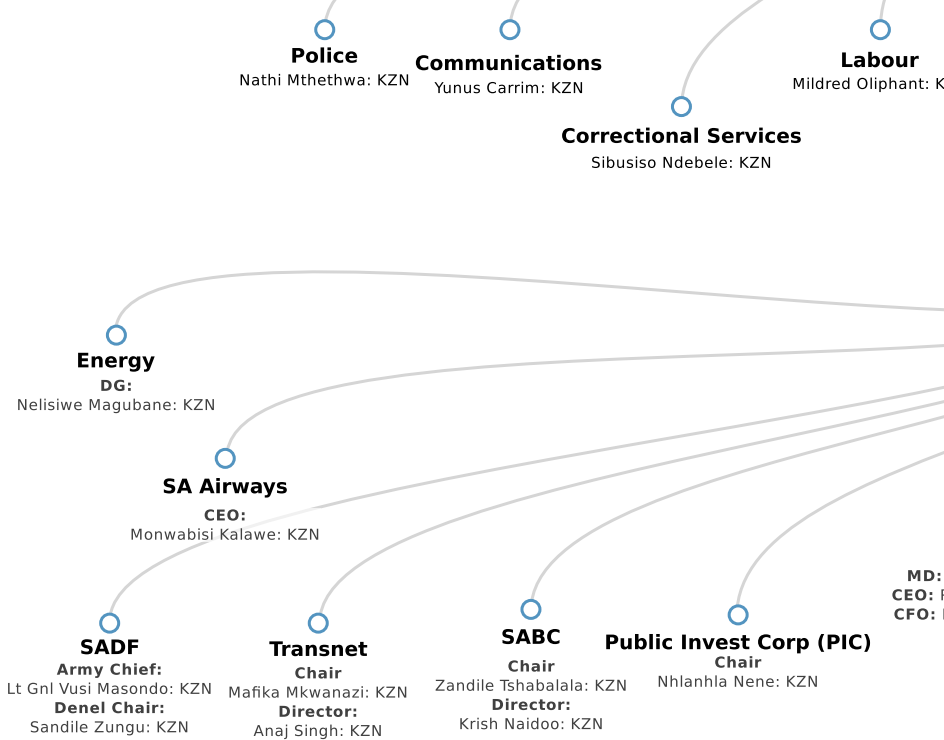 Police
Nathi Mthethwa: KZN
Communications
Yunus Carrim: KZN
Labour
Mildred Oliphant:
Correctional Services
Sibusiso Ndebele: KZN
Energy
DG:
Nelisiwe Magubane: KZN
SA Airways
CEO:
Monwabisi Kalawe: KZN
SADF
Army Chief:
Lt Gnl Vusi Masondo: KZN
Denel Chair:
Sandile Zungu: KZN
Transnet
Chair
Mafika Mkwanazi: KZN
Director:
Anaj Singh: KZN
SABC
Chair
Zandile Tshabalala: KZN
Director:
Krish Naidoo: KZN
Public Invest Corp (PIC)
Chair
Nhlanhla Nene: KZN
MD:
CEO:
CFO: